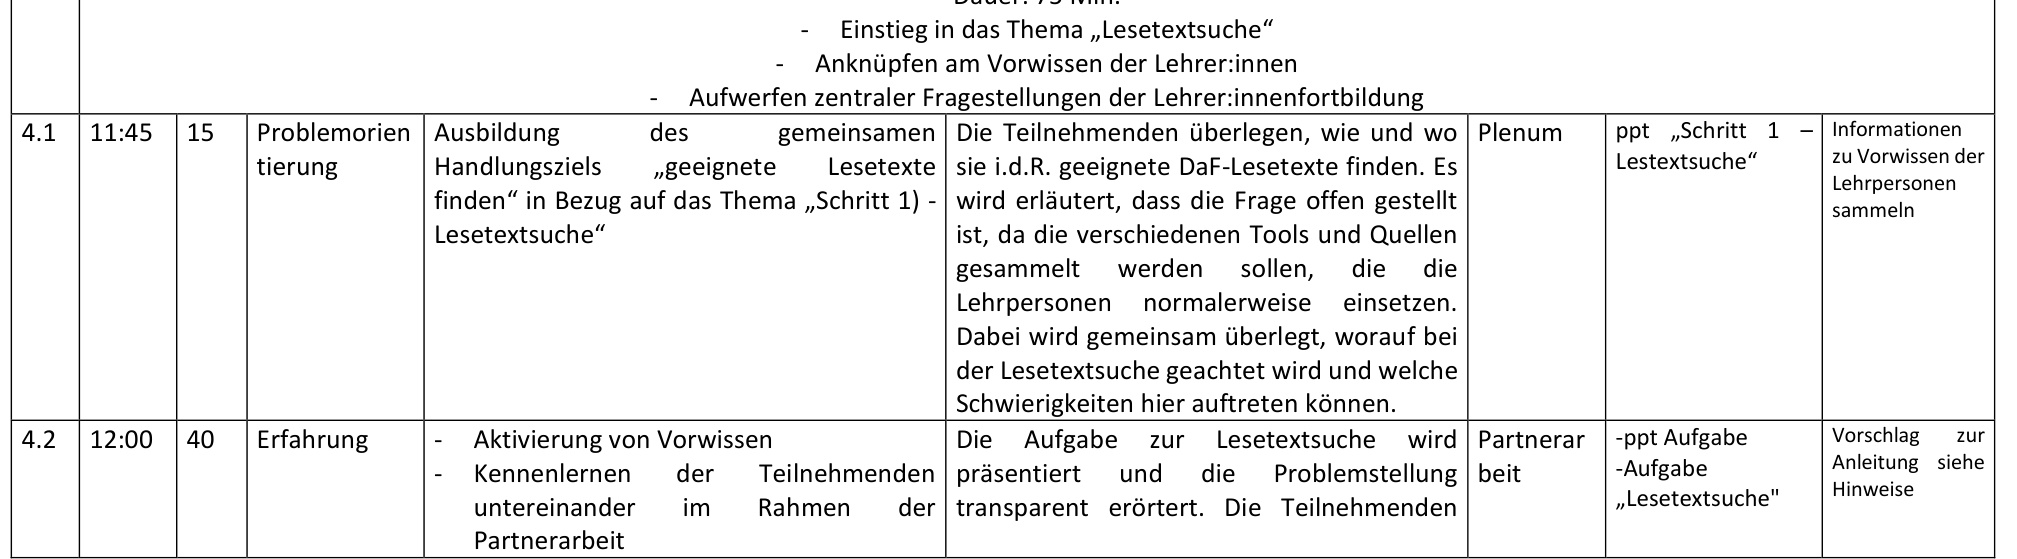 Dauer: 75 Min.
- Einstieg in das Thema „Lesetextsuche“
- Anknüpfen am Vorwissen der Lehrer:innen
- Aufwerfen zentraler Fragestellungen der Lehrer:innenfortbildung
4.1
11:45
15
Problemorien
tierung
Ausbildung des gemeinsamen
Handlungsziels „geeignete Lesetexte
finden“ in Bezug auf das Thema „Schritt 1) -
Lesetextsuche“
Die Teilnehmenden überlegen, wie und wo
sie i.d.R. geeignete DaF-Lesetexte finden. Es
wird erläutert, dass die Frage offen gestellt
ist, da die verschiedenen Tools und Quellen
gesammelt werden sollen, die die
Lehrpersonen normalerweise einsetzen.
Dabei wird gemeinsam überlegt, worauf bei
der Lesetextsuche geachtet wird und welche
Schwierigkeiten hier auftreten können.
Plenum
ppt „Schritt 1 –
Lestextsuche“
Informationen
zu Vorwissen der
Lehrpersonen
sammeln
4.2
12:00
40
Erfahrung
- Aktivierung von Vorwissen
- Kennenlernen der Teilnehmenden
untereinander im Rahmen der
Partnerarbeit
Die Aufgabe zur Lesetextsuche wird
präsentiert und die Problemstellung
transparent erörtert. Die Teilnehmenden
Partnerar
beit
-ppt Aufgabe
-Aufgabe
„Lesetextsuche"
Vorschlag zur
Anleitung siehe
Hinweise